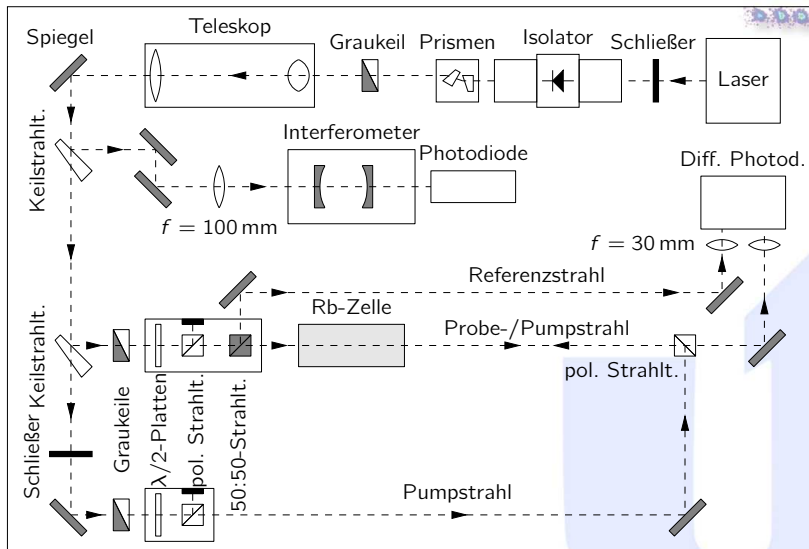 Spiegel
Teleskop
Graukeil
Prismen
Isolator
Schließer
Laser
Keilstrahlt.
Interferometer
Photodiode
Diff. Photod.
f = 100 mm
f = 30 mm
Referenzstrahl
Rb-Zelle
Probe-/Pumpstrahl
Keilstrahlt.
pol. Strahlt.
Schließer
Graukeile
λ/2-Platten
pol. Strahlt.
50:50-Strahlt.
Pumpstrahl